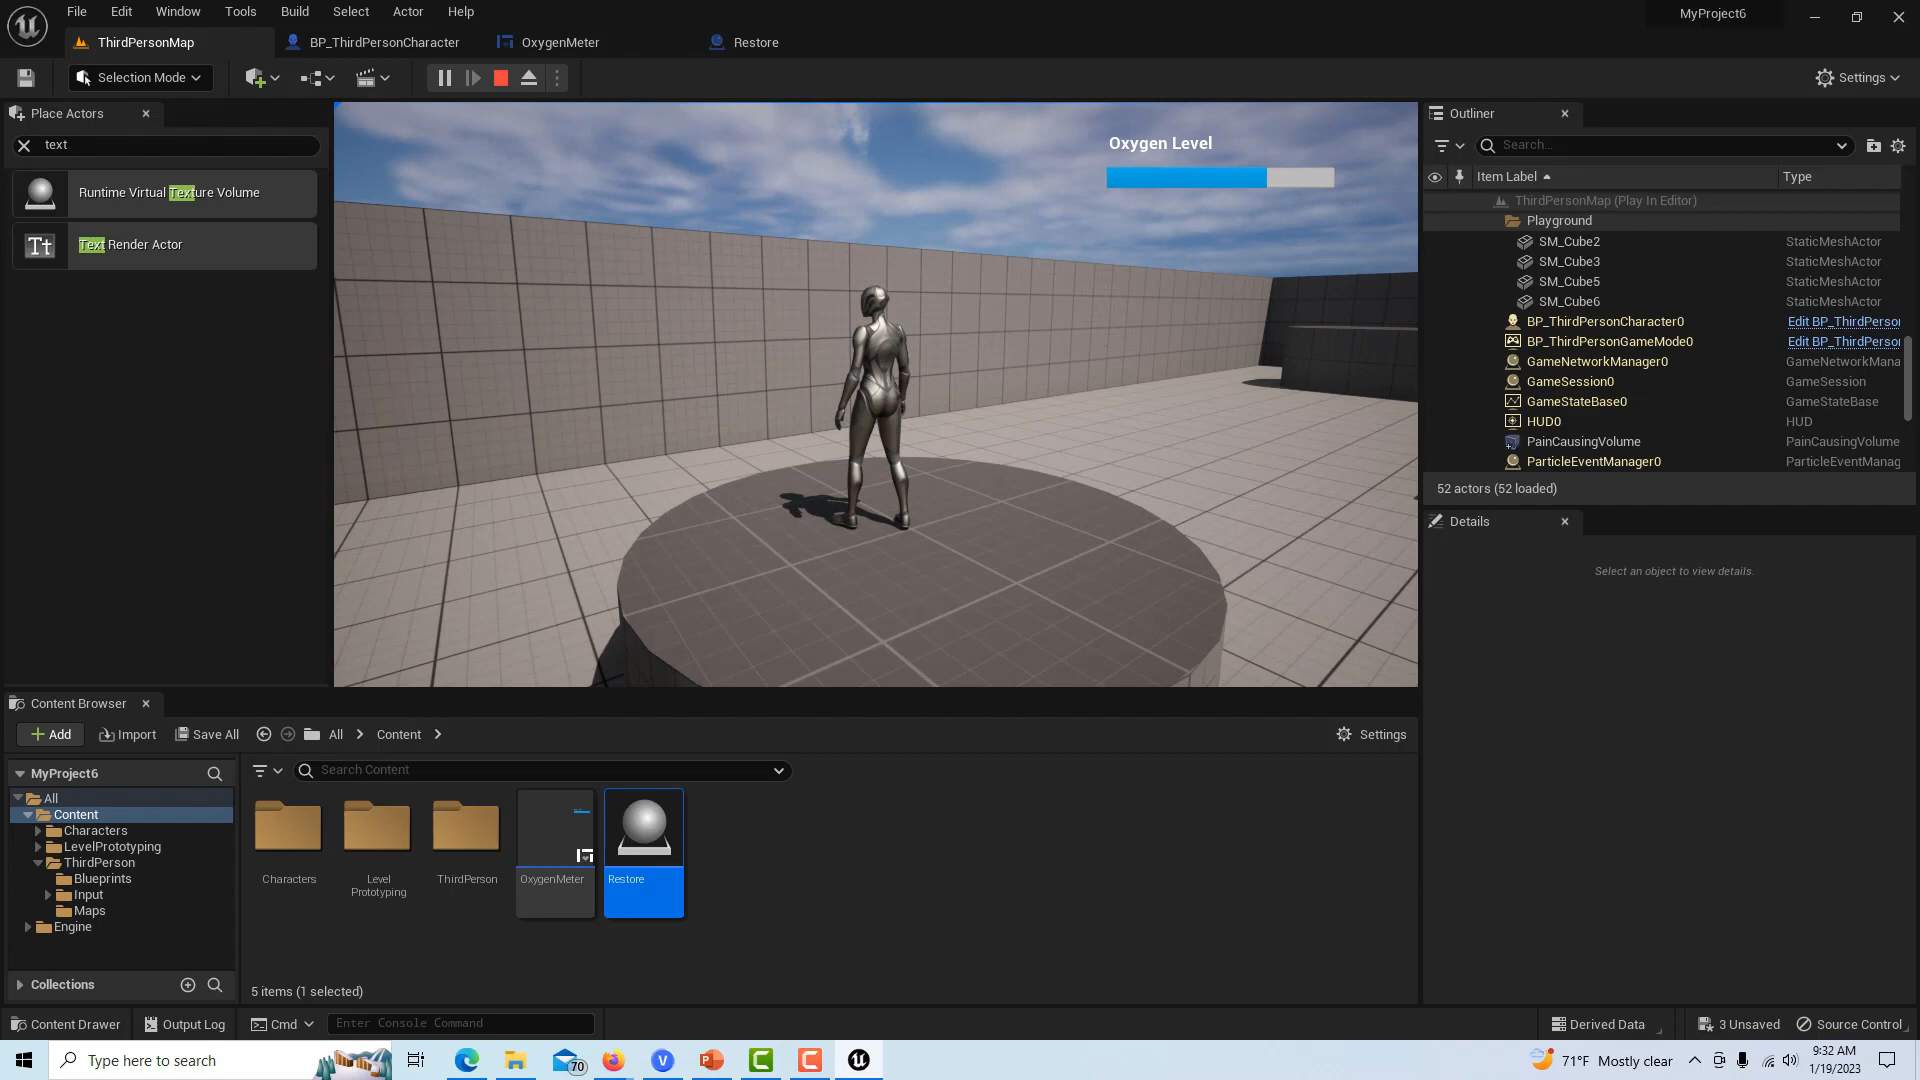 File Edit Window Tools Build Select Actor Help
MyProject6
ThirdPersonMap BP_ThirdPersonCharacter OxygenMeter Restore
Selection Mode
Settings
Place Actors
text
Runtime Virtual Texture Volume
Tt Text Render Actor
Oxygen Level
Outliner
Search...
Item Label Type
ThirdPersonMap (Play In Editor)
Playground
SM_Cube2 StaticMeshActor
SM_Cube3 StaticMeshActor
SM_Cube5 StaticMeshActor
SM_Cube6 StaticMeshActor
BP_ThirdPersonCharacter0 Edit BP_ThirdPerson
BP_ThirdPersonGameMode0 Edit BP_ThirdPerson
GameNetworkManager0 GameNetworkMana
GameSession0 GameSession
GameStateBase0 GameStateBase
HUD0 HUD
PainCausingVolume PainCausingVolume
ParticleEventManager0 ParticleEventManag
52 actors (52 loaded)
Details
Select an object to view details.
Content Browser
Add Import Save All All Content
Settings
MyProject6
Search Content
All
Content
Characters
LevelPrototyping
ThirdPerson
Blueprints
Input
Maps
Engine
Characters
Level
Prototyping
ThirdPerson
OxygenMeter
Restore
Collections
5 items (1 selected)
Content Drawer Output Log Cmd Enter Console Command
Derived Data 3 Unsaved Source Control
Type here to search
70
71°F Mostly clear
9:32 AM
1/19/2023